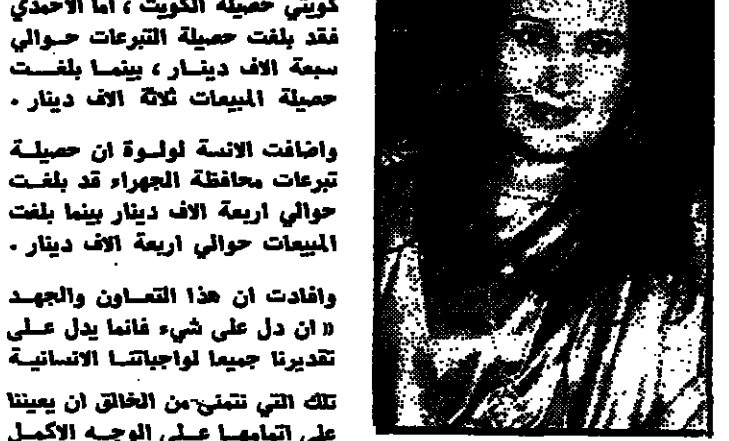 كويتي حصيلة الكويت ، اما الاحمدي
فقد بلغت حصيلة التبرعات حوالي
سبعة الاف دينار ، بينما بلغت
حصيلة المبيعات ثلاثة الاف دينار .
واضافت الانسة لولوة ان حصيلة
تبرعات محافظة الجهراء قد بلغت
حوالي اربعة الاف دينار بينما بلغت
المبيعات حوالي اربعة الاف دينار .
وافادت ان هذا التعاون والجهد
« ان دل على شيء فانما يدل على
تقديرنا جميعا لواجباتنا الانسانية
تلك التي نتمنى من الخالق ان يعيننا
على اتمامها على الوجه الاكمل